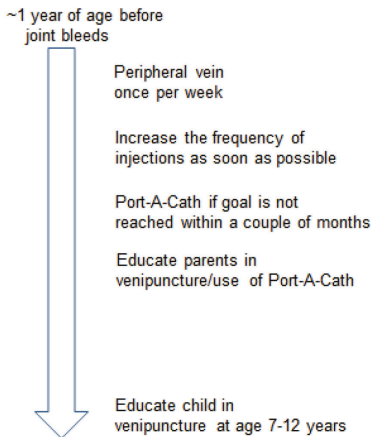 ~1 year of age before
joint bleeds
Peripheral vein
once per week
Increase the frequency of
injections as soon as possible
Port-A-Cath if goal is not
reached within a couple of months
Educate parents in
venipuncture/use of Port-A-Cath
Educate child in
venipuncture at age 7-12 years